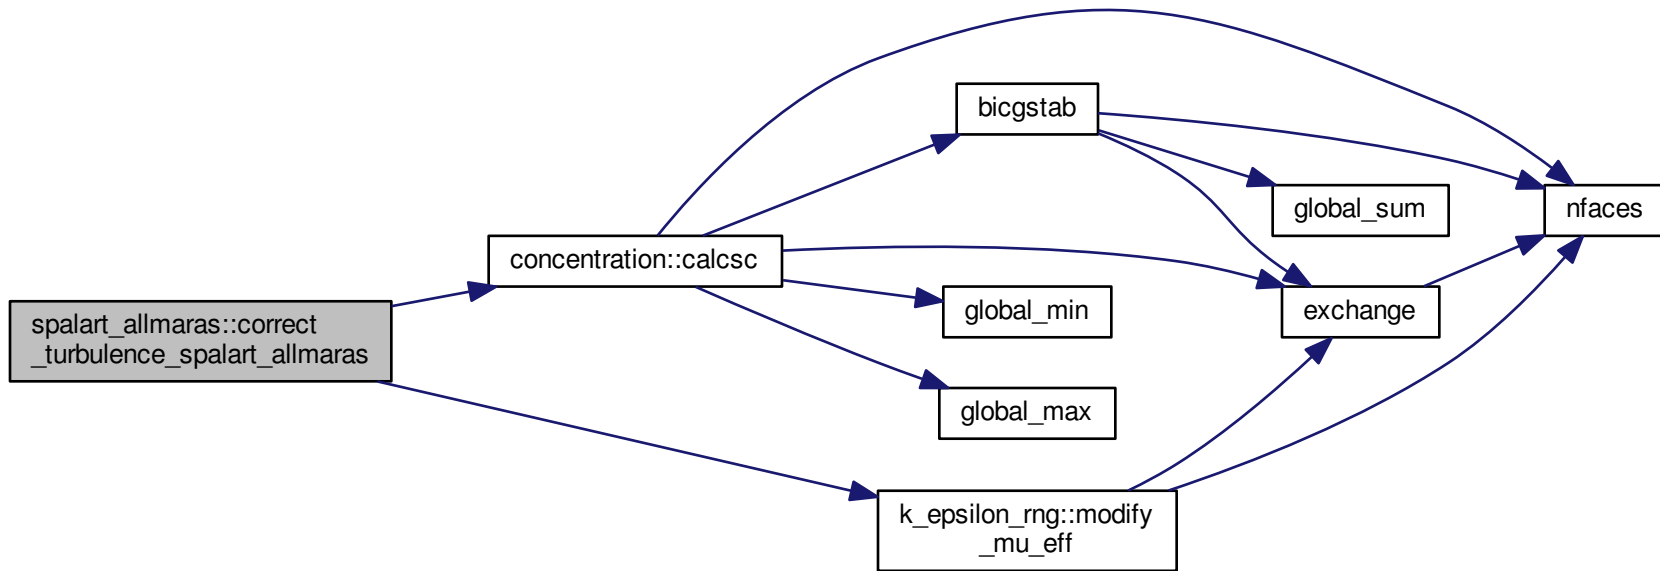 spalart_allmaras::correct
_turbulence_spalart_allmaras
concentration::calcsc
bicgstab
global_sum
nfaces
exchange
global_min
global_max
k_epsilon_rng::modify
_mu_eff